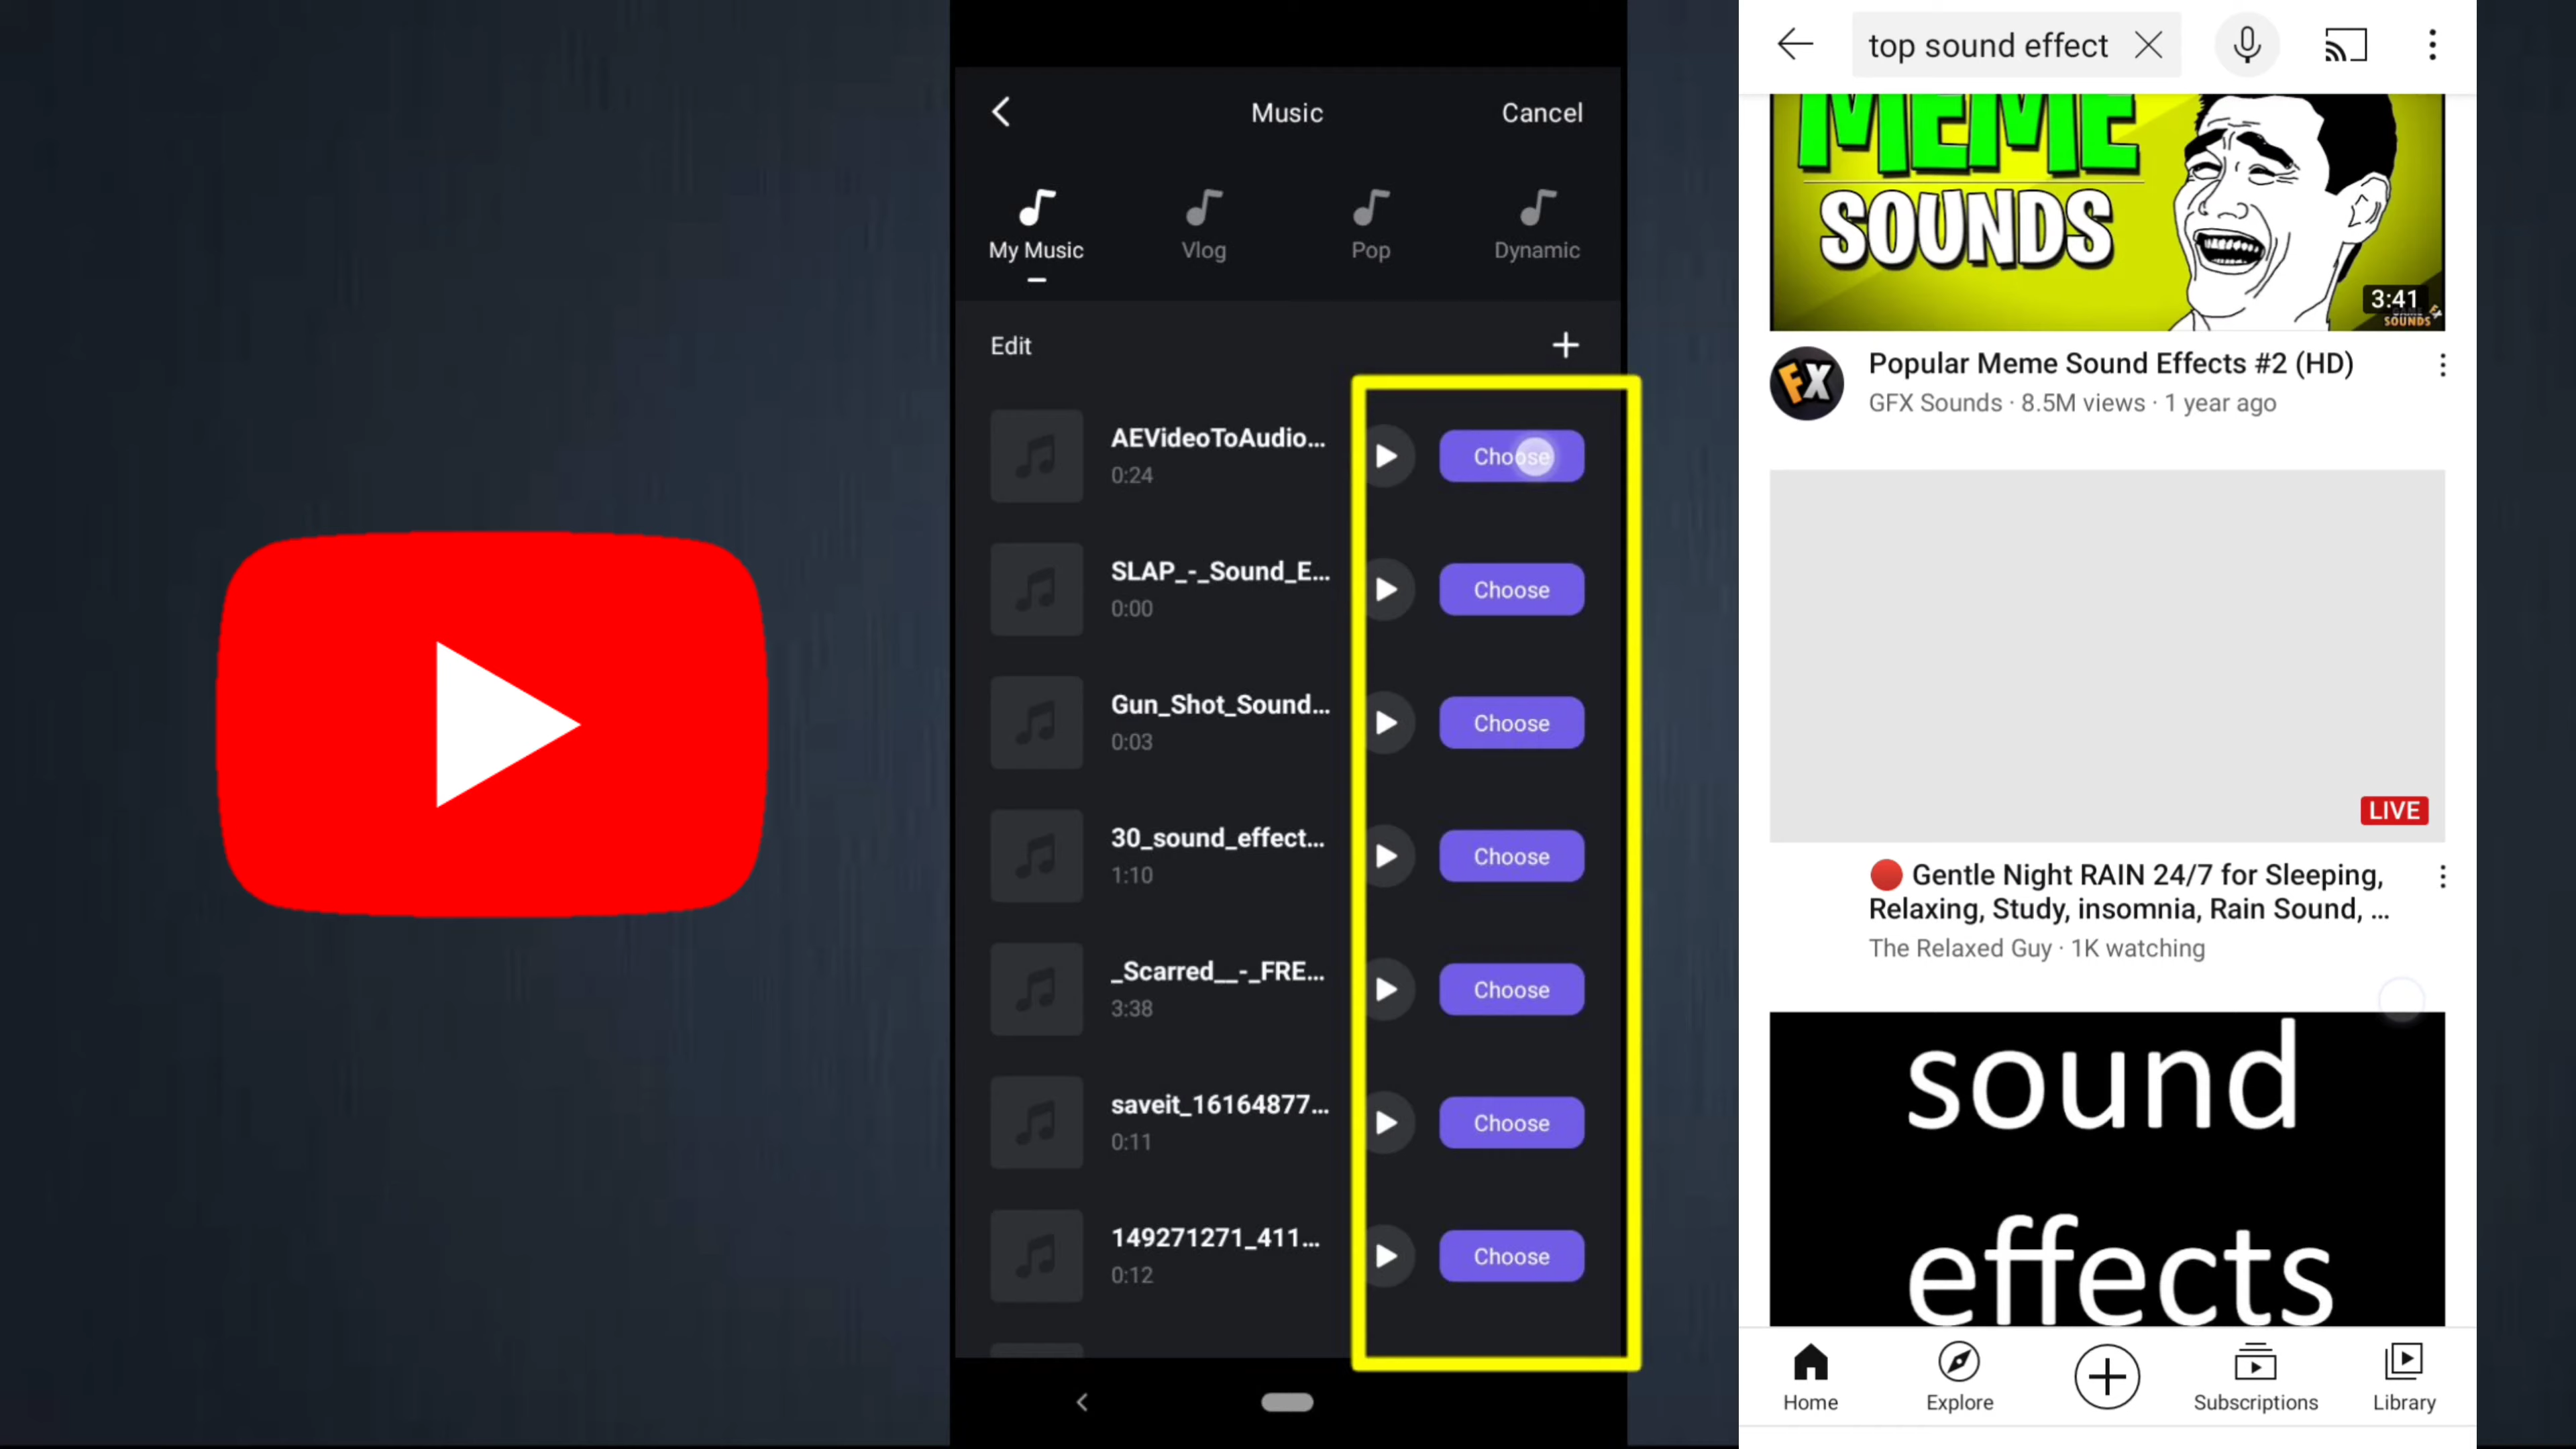 Music
Cancel
My Music
Vlog
Pop
Dynamic
Edit
AEVideoToAudio...
0:24
Choose
SLAP_-_Sound_E...
0:00
Choose
Gun_Shot_Sound...
0:03
Choose
30_sound_effect...
1:10
Choose
_Scarred__-_FRE...
3:38
Choose
saveit_16164877...
0:11
Choose
149271271_411...
0:12
Choose
top sound effect
MEME
SOUNDS
3:41
SOUNDS
FX
Popular Meme Sound Effects #2 (HD)
GFX Sounds · 8.5M views · 1 year ago
LIVE
Gentle Night RAIN 24/7 for Sleeping,
Relaxing, Study, insomnia, Rain Sound, ...
The Relaxed Guy · 1K watching
sound
effects
Home
Explore
Subscriptions
Library